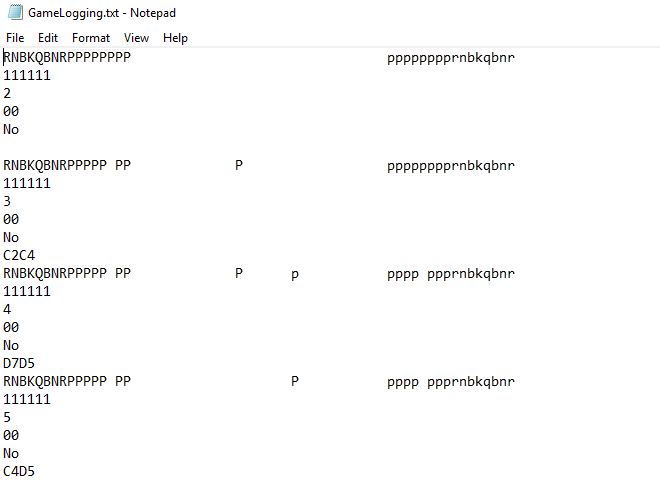 GameLogging.txt - Notepad
File Edit Format View Help
RNBKQBNRPPPPPPPP                                pppppppprnbkqbnr
111111
2
00
No

RNBKQBNRPPPPP PP             P                  pppppppprnbkqbnr
111111
3
00
No
C2C4
RNBKQBNRPPPPP PP             P      p           pppp ppprnbkqbnr
111111
4
00
No
D7D5
RNBKQBNRPPPPP PP                    P           pppp ppprnbkqbnr
111111
5
00
No
C4D5